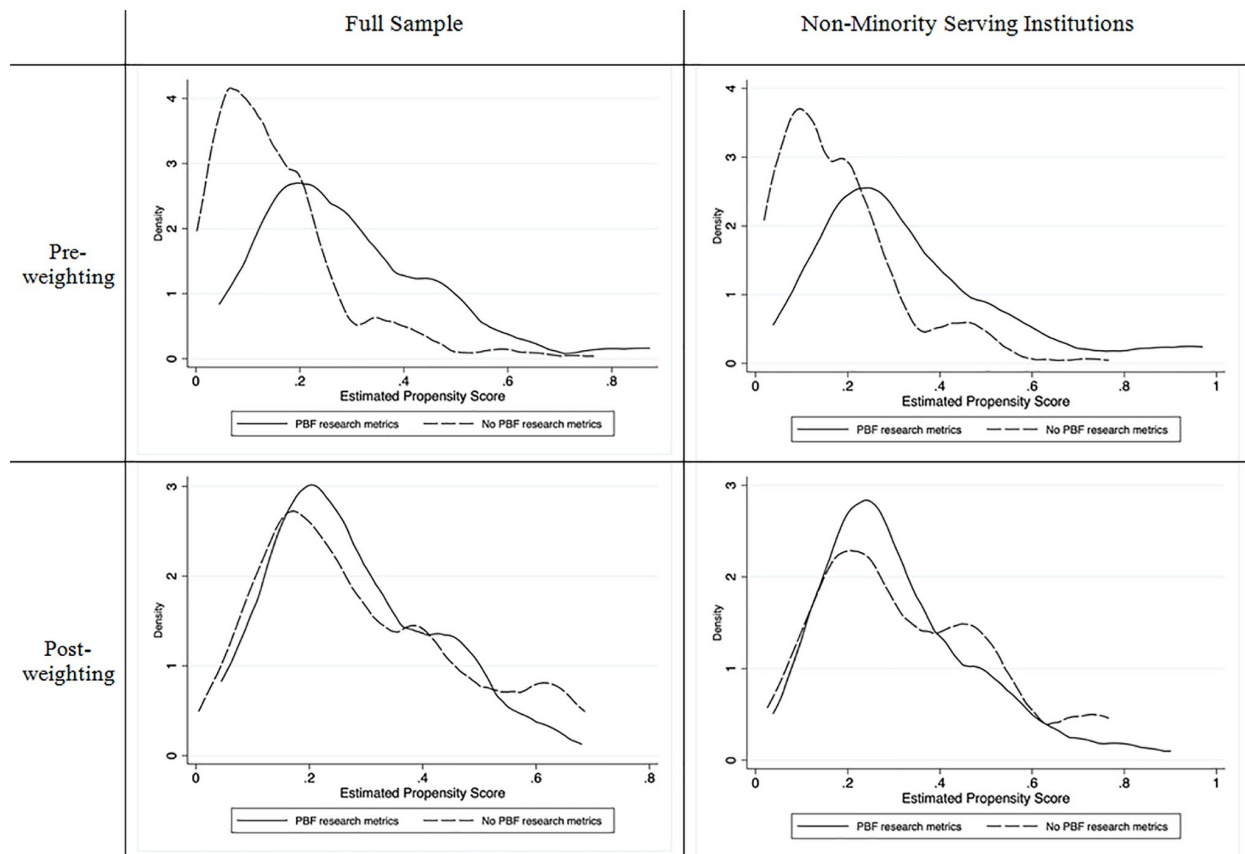 Full Sample
Non-Minority Serving Institutions
Pre-
weighting
Density
4
3
2
1
0
0 .2 .4 .6 .8
Estimated Propensity Score
PBF research metrics No PBF research metrics
Density
4
3
2
1
0
0 .2 .4 .6 .8 1
Estimated Propensity Score
PBF research metrics No PBF research metrics
Post-
weighting
Density
3
2
1
0
0 .2 .4 .6 .8
Estimated Propensity Score
PBF research metrics No PBF research metrics
Density
3
2
1
0
0 .2 .4 .6 .8 1
Estimated Propensity Score
PBF research metrics No PBF research metrics